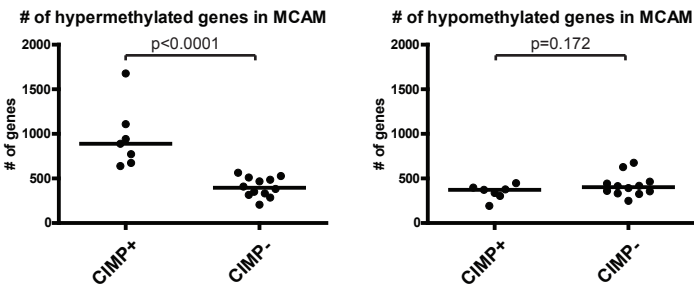 # of hypermethylated genes in MCAM
p<0.0001
2000
1500
1000
500
0
# of genes
CIMP+
CIMP-
# of hypomethylated genes in MCAM
p=0.172
2000
1500
1000
500
0
# of genes
CIMP+
CIMP-